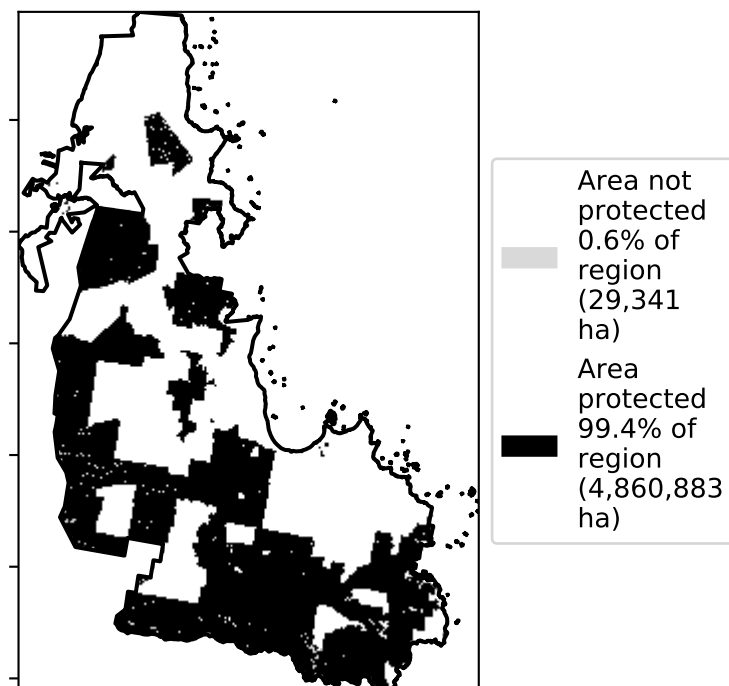 Area not
protected
0.6% of
region
(29,341
ha)
Area
protected
99.4% of
region
(4,860,883
ha)